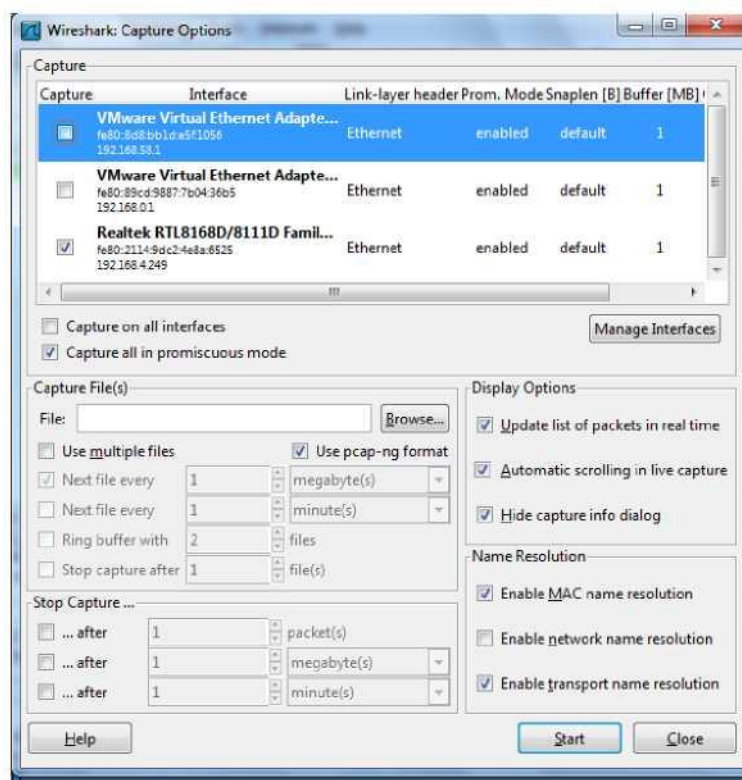 Wireshark: Capture Options
Capture
Capture Interface Link-layer header Prom. Mode Snaplen [B] Buffer [MB]
VMware Virtual Ethernet Adapte...
fe80::8d8:bb1d:e5f:1056
192.168.58.1
Ethernet enabled default 1
VMware Virtual Ethernet Adapte...
fe80::89cd:9887:7b04:36b5
192.168.0.1
Ethernet enabled default 1
Realtek RTL8168D/8111D Famil...
fe80::2114:9dc2:4e8a:6525
192.168.4.249
Ethernet enabled default 1
Capture on all interfaces
Manage Interfaces
Capture all in promiscuous mode
Capture File(s)
File: Browse...
Use multiple files Use pcap-ng format
Next file every 1 megabyte(s)
Next file every 1 minute(s)
Ring buffer with 2 files
Stop capture after 1 file(s)
Stop Capture ...
... after 1 packet(s)
... after 1 megabyte(s)
... after 1 minute(s)
Display Options
Update list of packets in real time
Automatic scrolling in live capture
Hide capture info dialog
Name Resolution
Enable MAC name resolution
Enable network name resolution
Enable transport name resolution
Help Start Close